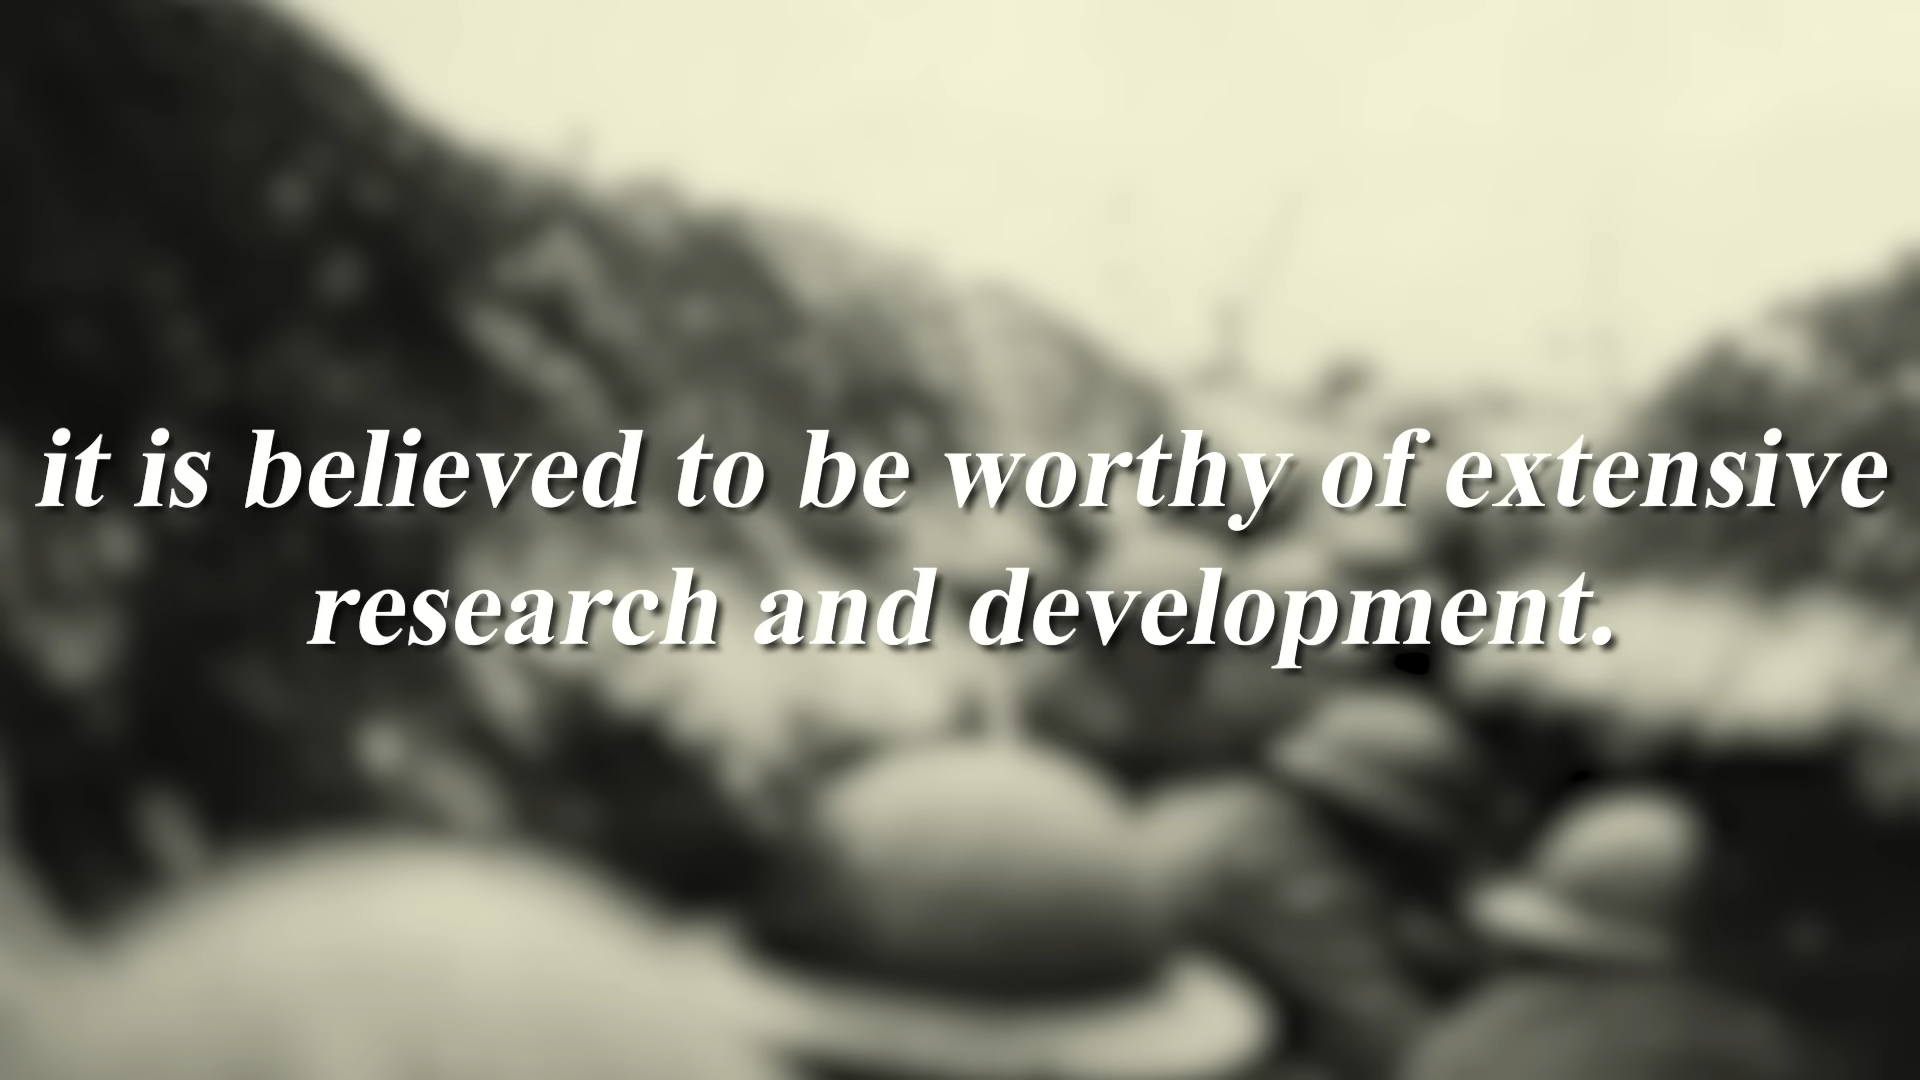 it is believed to be worthy of extensive
research and development.